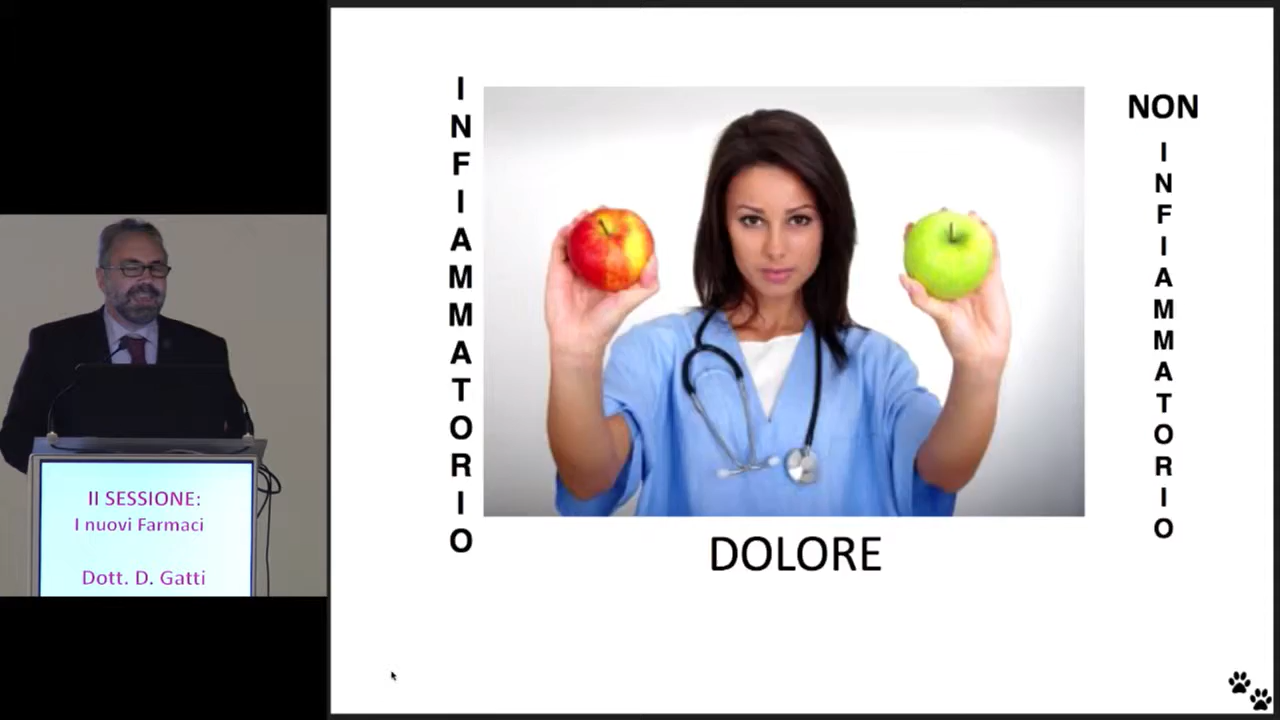 II SESSIONE:
I nuovi Farmaci
Dott. D. Gatti
INFIAMMATORIO
NON
INFIAMMATORIO
DOLORE